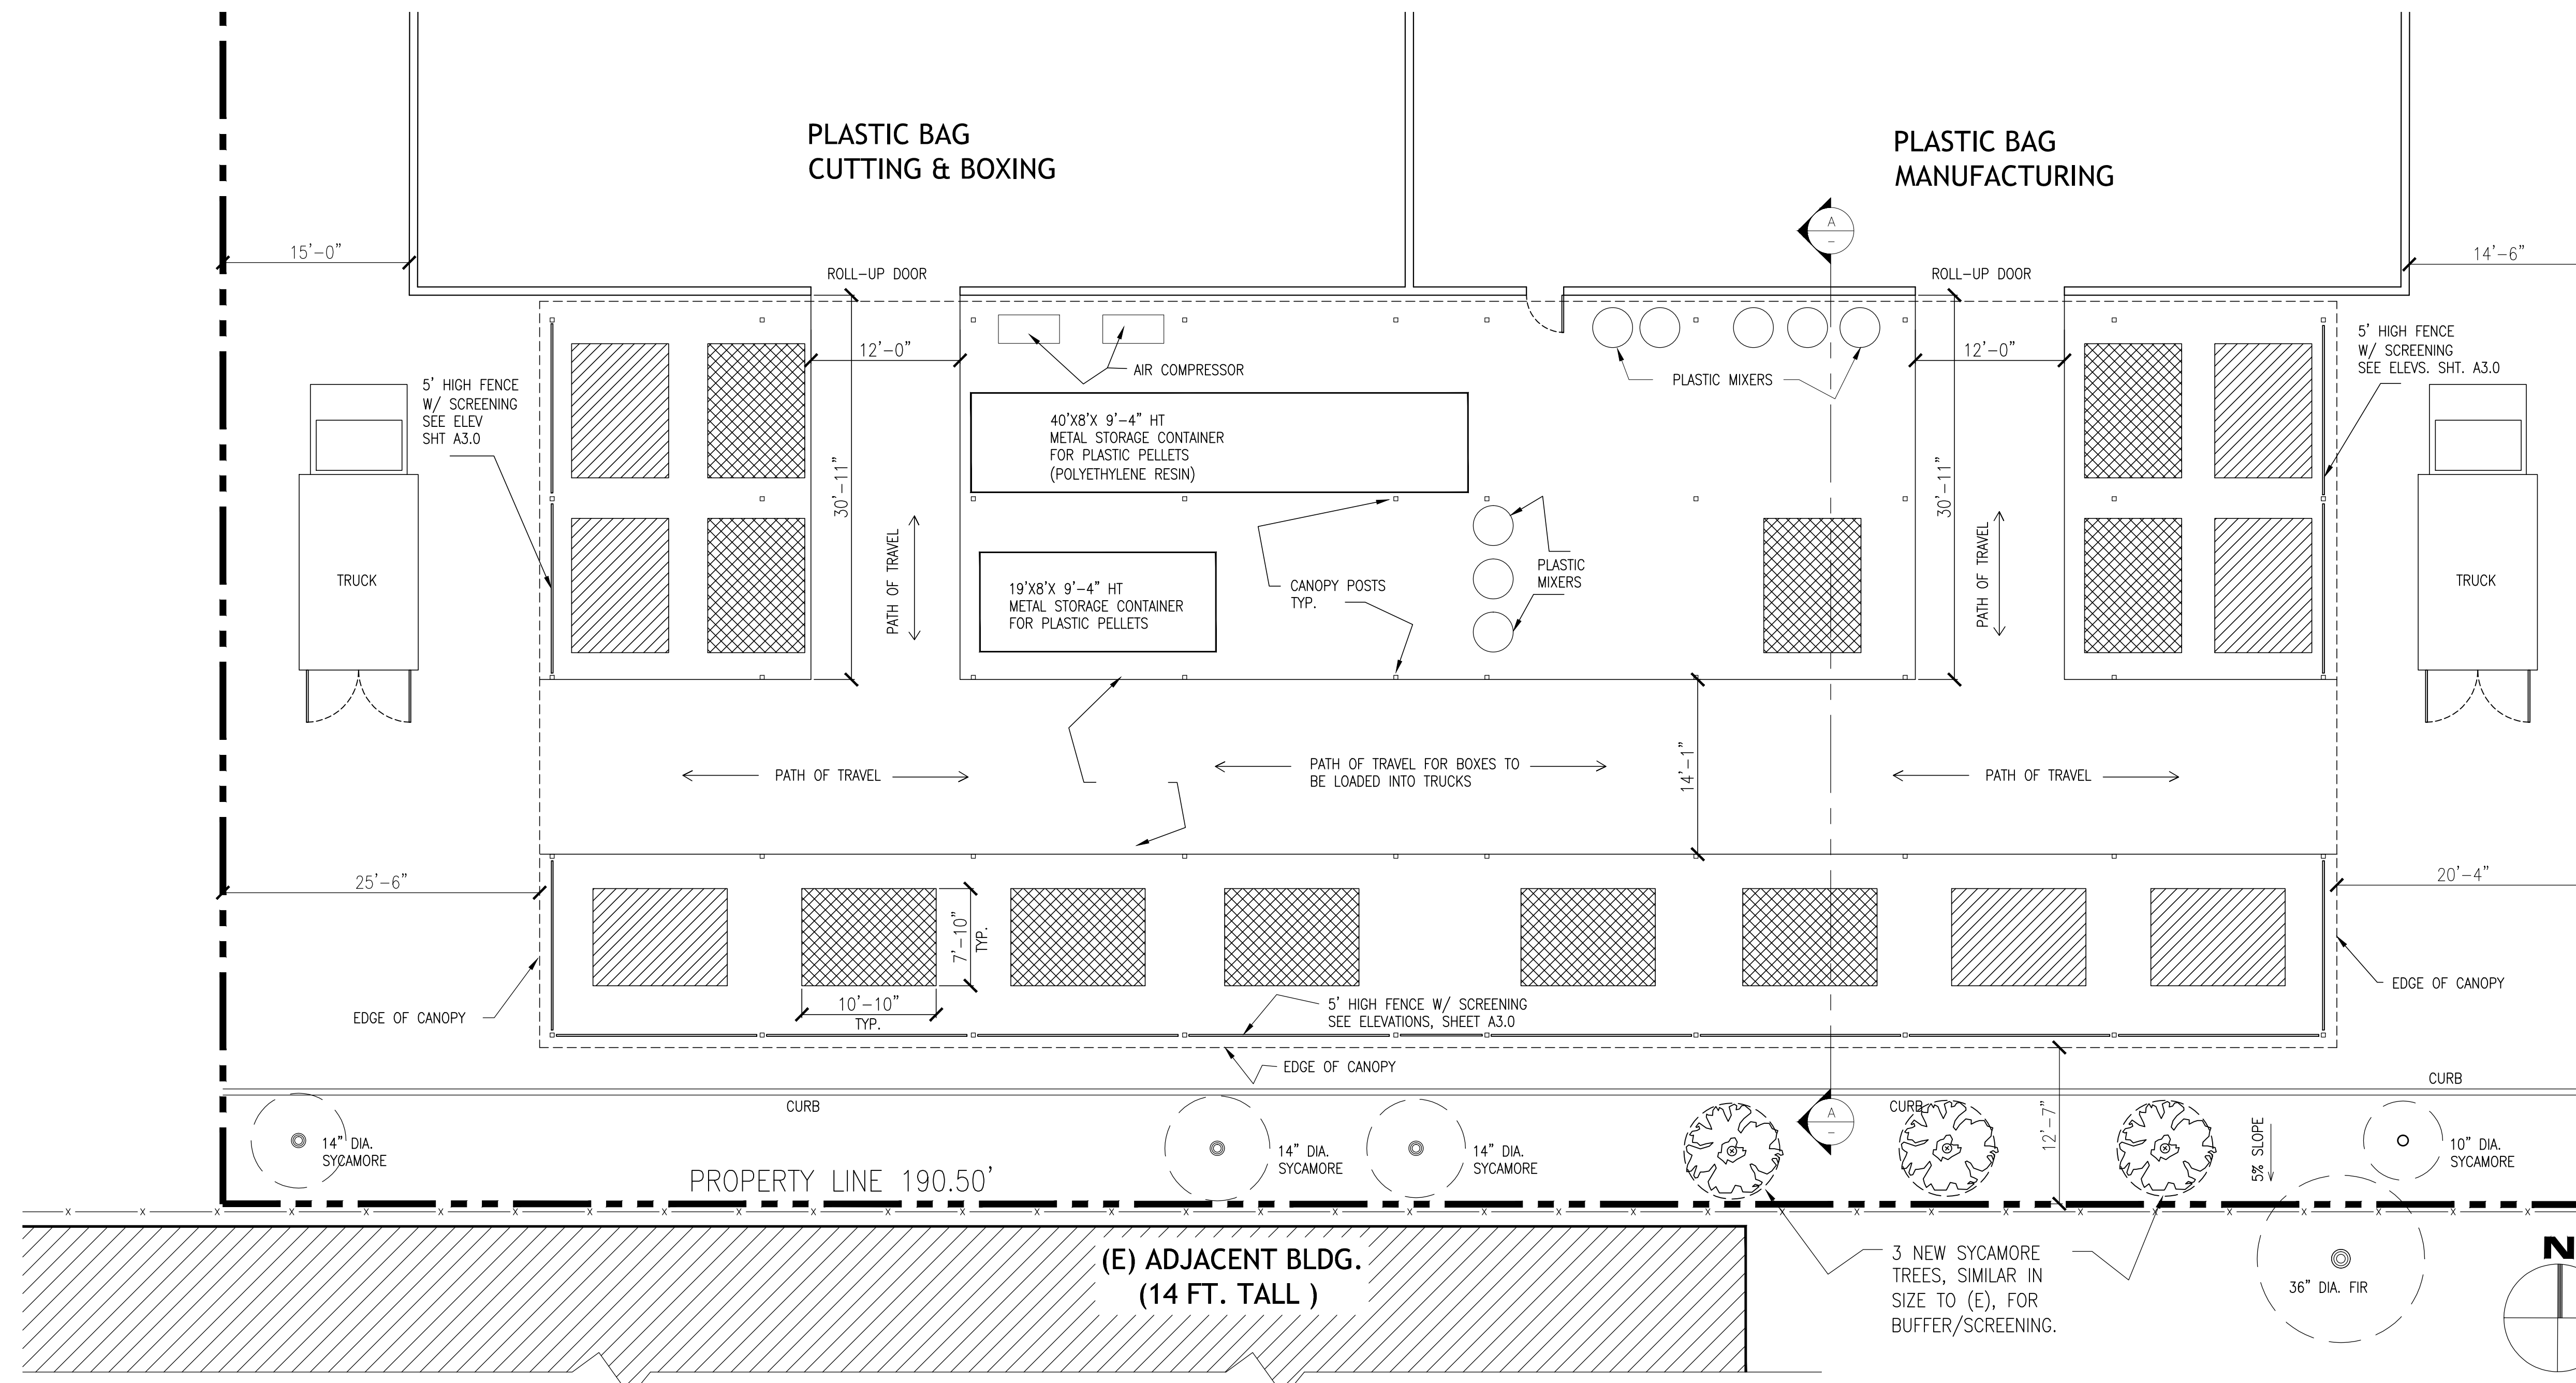 PLASTIC BAG
CUTTING & BOXING
PLASTIC BAG
MANUFACTURING
A
–
15'-0"
14'-6"
ROLL-UP DOOR
ROLL-UP DOOR
12'-0"
12'-0"
AIR COMPRESSOR
PLASTIC MIXERS
5' HIGH FENCE
W/ SCREENING
SEE ELEV
SHT A3.0
5' HIGH FENCE
W/ SCREENING
SEE ELEVS. SHT. A3.0
40'X8'X 9'-4" HT
METAL STORAGE CONTAINER
FOR PLASTIC PELLETS
(POLYETHYLENE RESIN)
30'-11"
30'-11"
PATH OF TRAVEL
PATH OF TRAVEL
TRUCK
TRUCK
19'X8'X 9'-4" HT
METAL STORAGE CONTAINER
FOR PLASTIC PELLETS
CANOPY POSTS
TYP.
PLASTIC
MIXERS
PATH OF TRAVEL
PATH OF TRAVEL FOR BOXES TO
BE LOADED INTO TRUCKS
14'-1"
PATH OF TRAVEL
25'-6"
20'-4"
7'-10"
TYP.
10'-10"
TYP.
5' HIGH FENCE W/ SCREENING
SEE ELEVATIONS, SHEET A3.0
EDGE OF CANOPY
EDGE OF CANOPY
EDGE OF CANOPY
CURB
CURB
CURB
A
–
12'-7"
5% SLOPE
14" DIA.
SYCAMORE
14" DIA.
SYCAMORE
14" DIA.
SYCAMORE
10" DIA.
SYCAMORE
PROPERTY LINE 190.50'
(E) ADJACENT BLDG.
(14 FT. TALL )
3 NEW SYCAMORE
TREES, SIMILAR IN
SIZE TO (E), FOR
BUFFER/SCREENING.
36" DIA. FIR
N